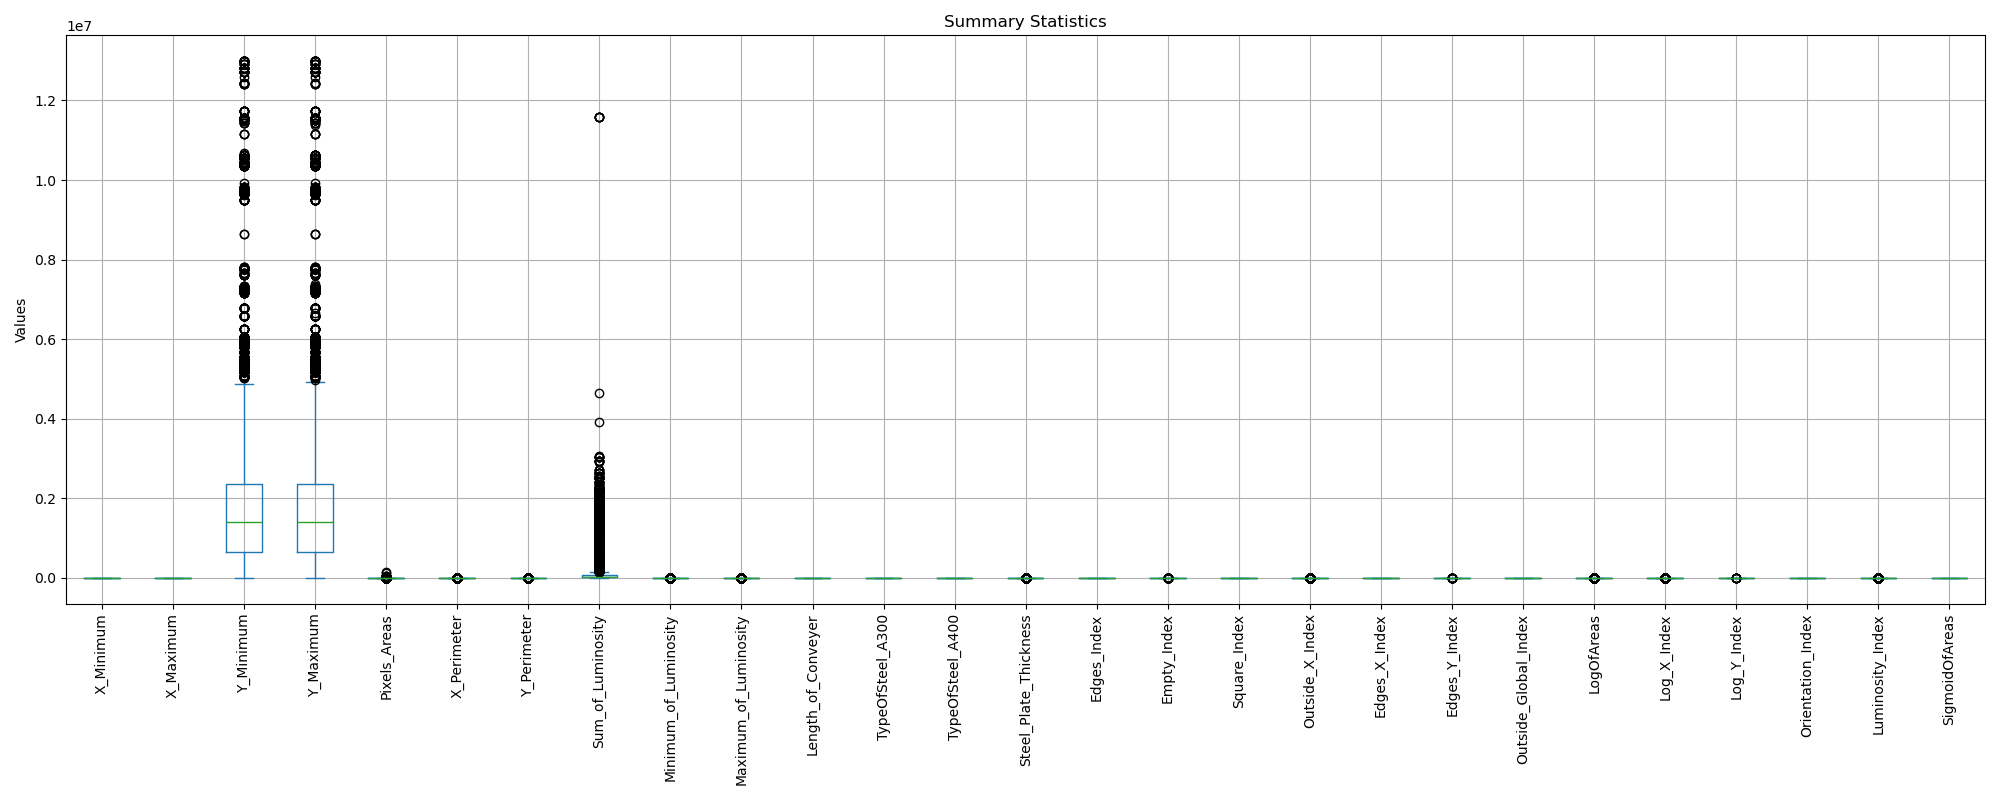 Summary Statistics
1e7
1.2
1.0
0.8
0.6
0.4
0.2
0.0
Values
X_Minimum
X_Maximum
Y_Minimum
Y_Maximum
Pixels_Areas
X_Perimeter
Y_Perimeter
Sum_of_Luminosity
Minimum_of_Luminosity
Maximum_of_Luminosity
Length_of_Conveyer
TypeOfSteel_A300
TypeOfSteel_A400
Steel_Plate_Thickness
Edges_Index
Empty_Index
Square_Index
Outside_X_Index
Edges_X_Index
Edges_Y_Index
Outside_Global_Index
LogOfAreas
Log_X_Index
Log_Y_Index
Orientation_Index
Luminosity_Index
SigmoidOfAreas